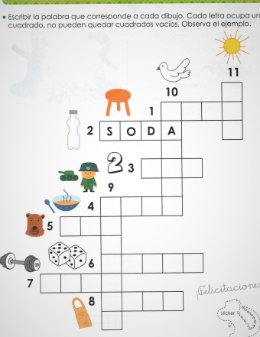 • Escribir la palabra que corresponde a cada dibujo. Cada letra ocupa un
cuadrado, no pueden quedar cuadrados vacíos. Observa el ejemplo.
11
10
1
2 S O D A
3
9
4
5
6
7
8
¡Felicitaciones
sticker